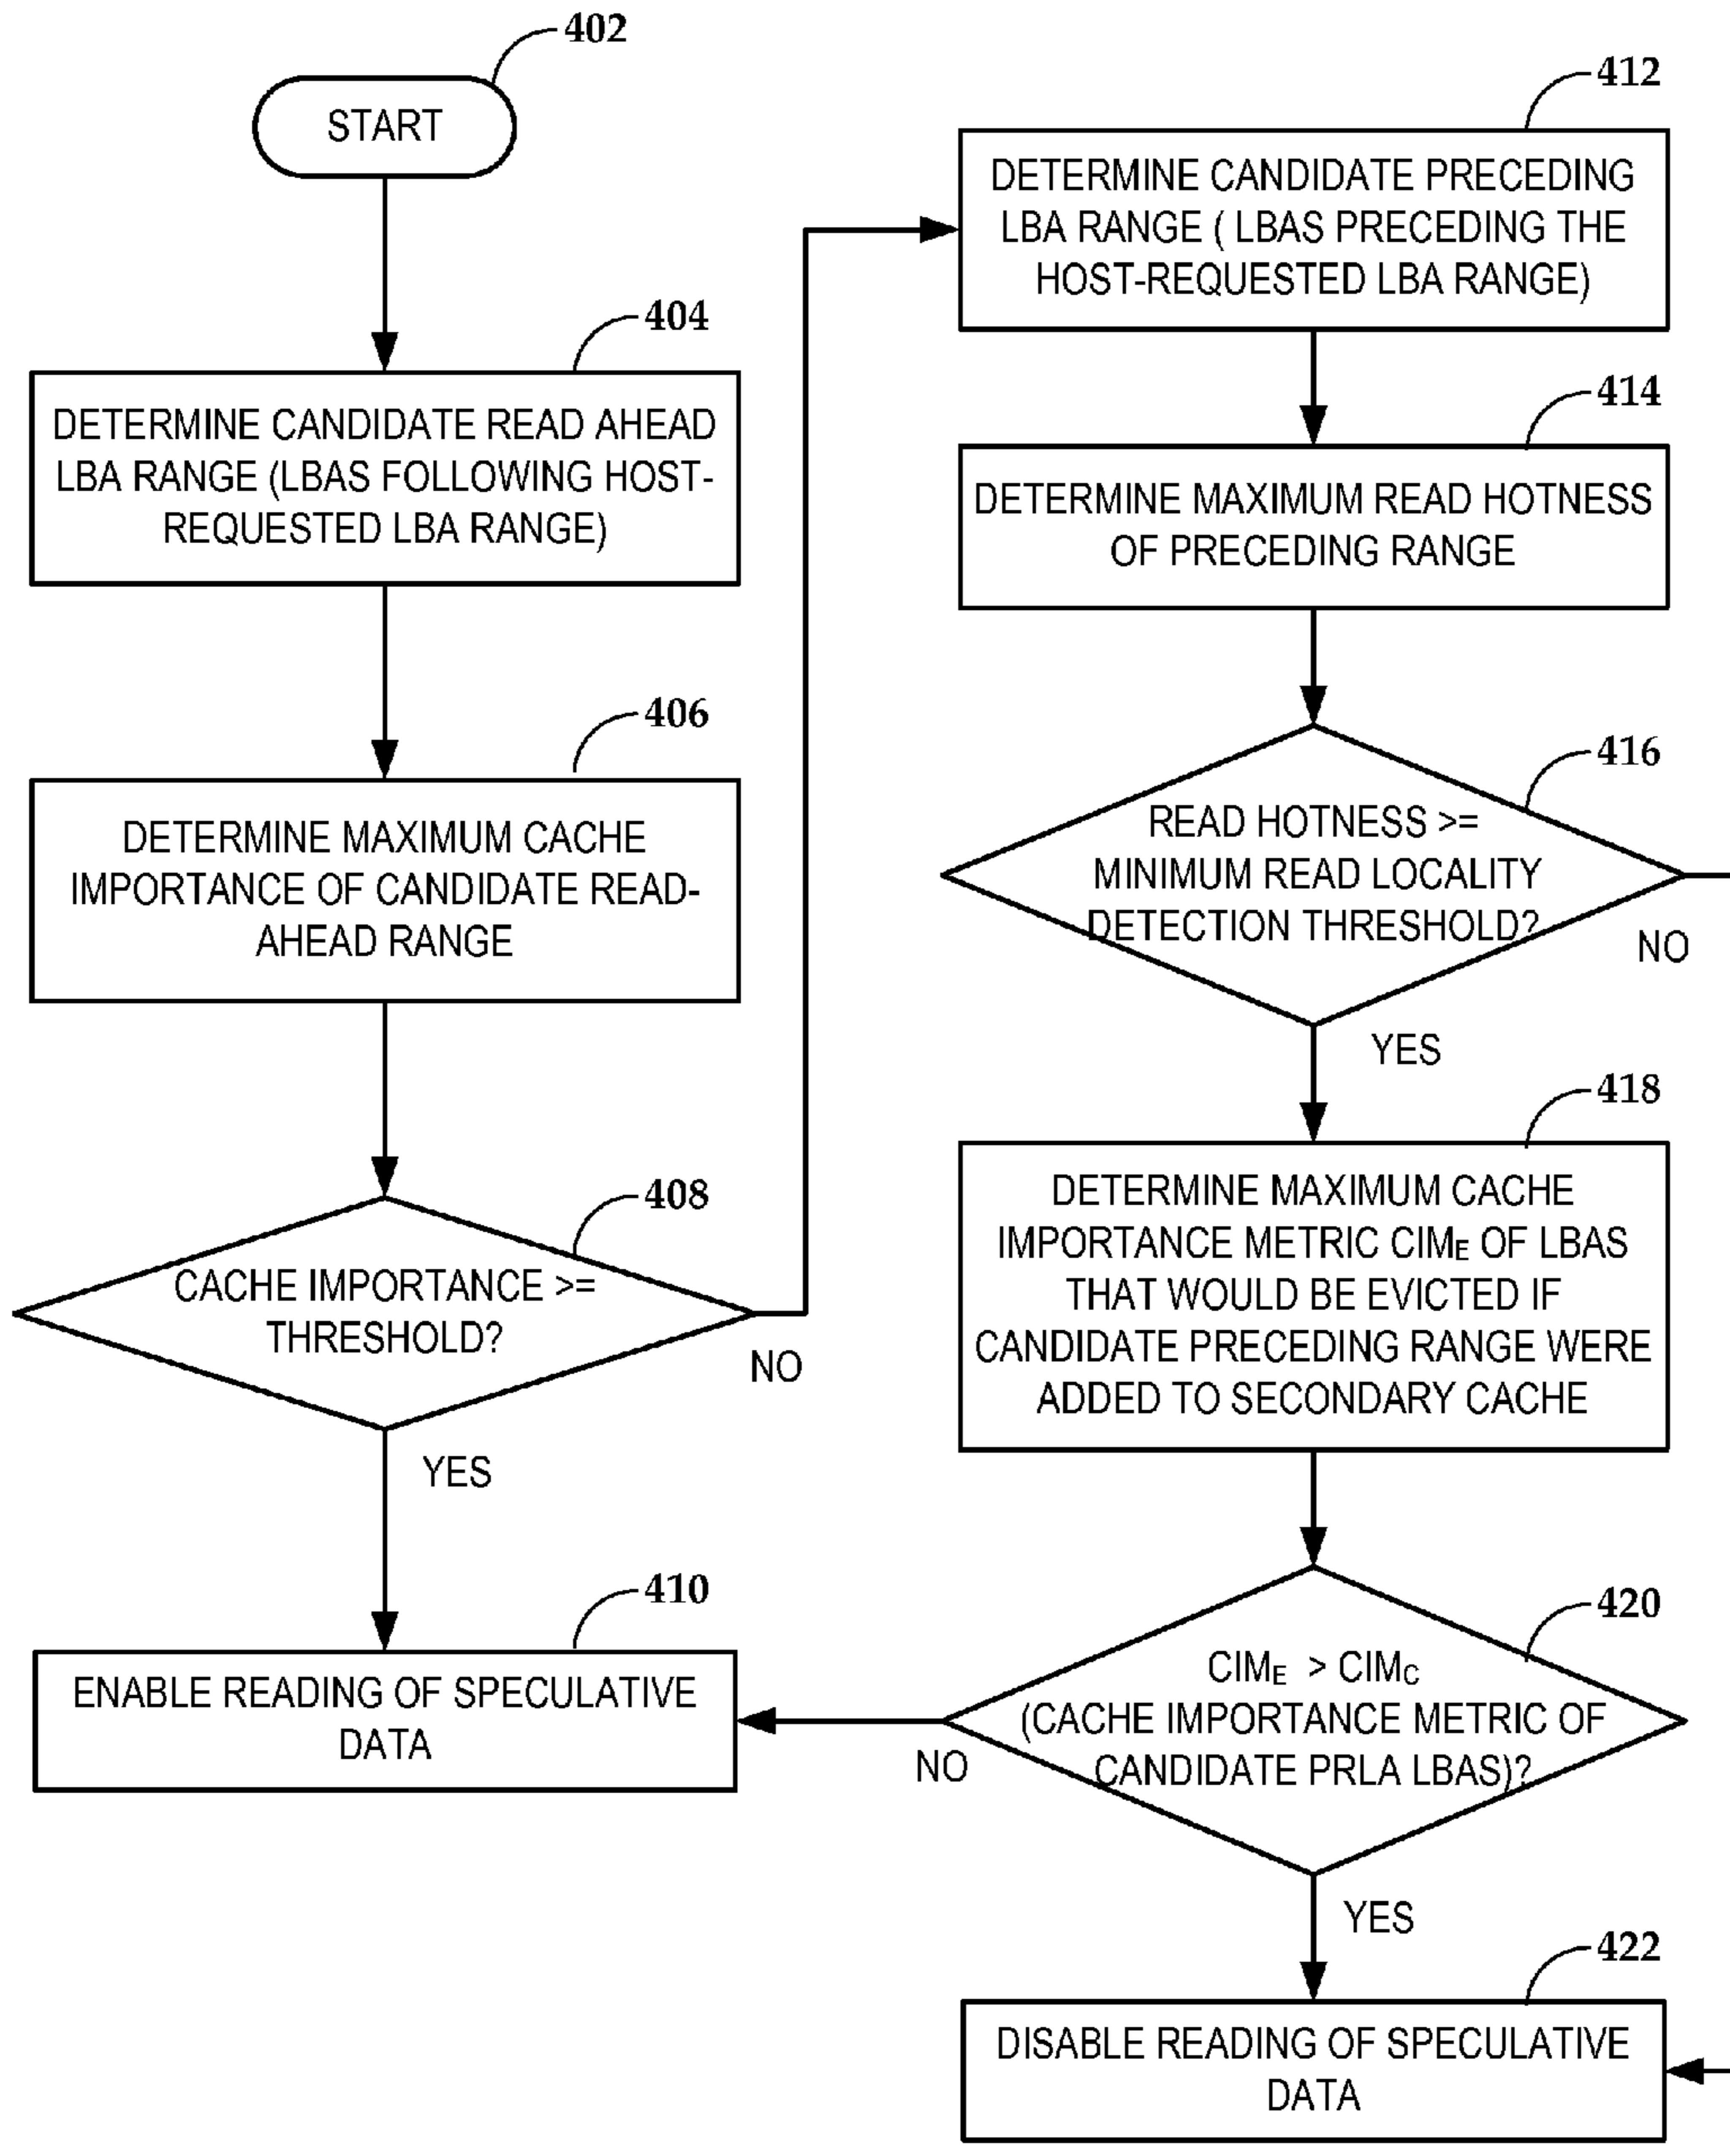 402
START
404
DETERMINE CANDIDATE READ AHEAD
LBA RANGE (LBAS FOLLOWING HOST-
REQUESTED LBA RANGE)
406
DETERMINE MAXIMUM CACHE
IMPORTANCE OF CANDIDATE READ-
AHEAD RANGE
408
CACHE IMPORTANCE >=
THRESHOLD?
NO
YES
410
ENABLE READING OF SPECULATIVE
DATA
412
DETERMINE CANDIDATE PRECEDING
LBA RANGE ( LBAS PRECEDING THE
HOST-REQUESTED LBA RANGE)
414
DETERMINE MAXIMUM READ HOTNESS
OF PRECEDING RANGE
416
READ HOTNESS >=
MINIMUM READ LOCALITY
DETECTION THRESHOLD?
NO
YES
418
DETERMINE MAXIMUM CACHE
IMPORTANCE METRIC CIME OF LBAS
THAT WOULD BE EVICTED IF
CANDIDATE PRECEDING RANGE WERE
ADDED TO SECONDARY CACHE
420
CIME > CIMC
(CACHE IMPORTANCE METRIC OF
CANDIDATE PRLA LBAS)?
NO
YES
422
DISABLE READING OF SPECULATIVE
DATA